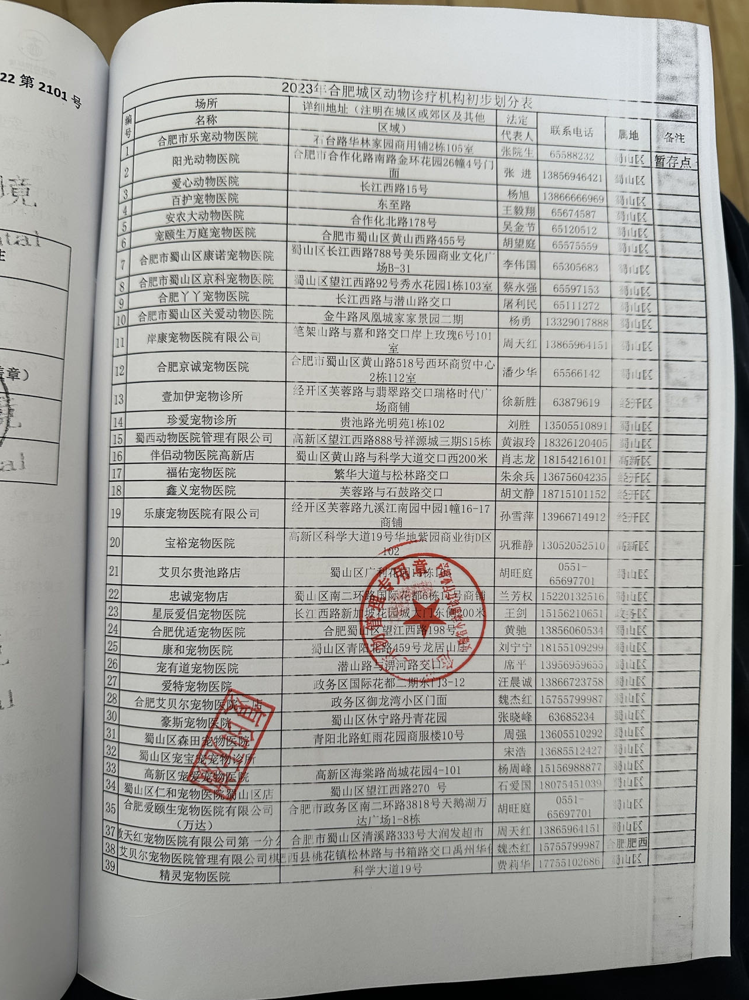 22 第 2101 号
境
ntal
注
盖章）
2023年合肥城区动物诊疗机构初步划分表
编号 场所名称 详细地址（注明在城区或郊区及其他区域） 法定代表人 联系电话 属地 备注
1 合肥市乐宠动物医院 石台路华林家园商用铺2栋105室 张院生 65588232 蜀山区 暂存点
2 阳光动物医院 合肥市合作化路南路金环花园26幢4号门面 张 进 13856946421 蜀山区
3 爱心动物医院 长江西路15号 杨旭 13866666969 蜀山区
4 百护宠物医院 东至路 王毅翔 65674587 蜀山区
5 安农大动物医院 合作化北路178号 吴金节 65120512 蜀山区
6 宠颐生万庭宠物医院 合肥市蜀山区黄山西路455号 胡望庭 65575559 蜀山区
7 合肥市蜀山区康诺宠物医院 蜀山区长江西路788号美乐园商业文化广场B-31 李伟国 65305683 蜀山区
8 合肥市蜀山区京科宠物医院 蜀山区望江西路92号秀水花园1栋103室 蔡永强 65597153 蜀山区
9 合肥丫丫宠物医院 长江西路与潜山路交口 屠利民 65111272 蜀山区
10 合肥市蜀山区关爱动物医院 金牛路凤凰城家家景园二期 杨勇 13329017888 蜀山区
11 岸康宠物医院有限公司 笔架山路与嘉和路交口岸上玫瑰6号101室 周天红 13865964151 蜀山区
12 合肥京诚宠物医院 合肥市蜀山区黄山路518号西环商贸中心2栋112室 潘少华 65566142 蜀山区
13 壹加伊宠物诊所 经开区芙蓉路与翡翠路交口瑞格时代广场商铺 徐新胜 63879619 经开区
14 珍爱宠物诊所 贵池路光明苑1栋102 刘胜 13505510891 蜀山区
15 蜀西动物医院管理有限公司 高新区望江西路888号祥源城三期S15栋 黄淑玲 18326120405 蜀山区
16 伴侣动物医院高新店 蜀山区黄山路与科学大道交口西200米 肖志龙 18154216101 高新区
17 福佑宠物医院 繁华大道与松林路交口 朱余兵 13675604235 经开区
18 鑫义宠物医院 芙蓉路与石鼓路交口 胡文静 18715101152 经开区
19 乐康宠物医院有限公司 经开区芙蓉路九溪江南园中园1幢16-17商铺 孙雪萍 13966714912 经开区
20 宝裕宠物医院 高新区科学大道19号华地紫园商业街D区102 巩雅静 13052052510 高新区
21 艾贝尔贵池路店 蜀山区广利花园 栋105 胡旺庭 0551-65697701 蜀山区
22 忠诚宠物店 蜀山区南二环路国际花都6栋1 号商铺 兰芳权 15220132516 蜀山区
23 星辰爱侣宠物医院 长江西路新加坡花园城大门东侧 00米 王剑 15156210651 政务区
24 合肥优适宠物医院 合肥蜀山区望江西路198号 黄驰 13856060534 蜀山区
25 康和宠物医院 蜀山区青阳北路459号龙居山庄 刘宁宁 18155109299 蜀山区
26 宠有道宠物医院 潜山路与淠河路交口 席平 13956959655 蜀山区
27 爱特宠物医院 政务区国际花都二期东门3-12 汪晨诚 13866723758 蜀山区
28 合肥艾贝尔宠物医院二店 政务区御龙湾小区门面 魏杰红 15755799987 蜀山区
30 豪斯宠物医院 蜀山区休宁路丹青花园 张晓峰 63685234 蜀山区
31 蜀山区森田宠物医院 青阳北路虹雨花园商服楼10号 周强 13605510292 蜀山区
32 蜀山区宠宝宠宠物诊所 宋浩 13685512427 蜀山区
33 高新区宠爱宠物医院 高新区海棠路尚城花园4-101 杨周峰 15156988877 蜀山区
34 蜀山区仁和宠物医院蜀山区店 蜀山区望江西路270 号 石爱国 18075451039 蜀山区
35 合肥爱颐生宠物医院有限公司（万达） 合肥市政务区南二环路3818号天鹅湖万达广场1-8栋 胡旺庭 0551-65697701 蜀山区
37 天红宠物医院有限公司第一分 合肥市蜀山区清溪路333号大润发超市 周天红 13865964151 蜀山区
38 艾贝尔宠物医院管理有限公司 西县桃花镇松林路与书箱路交口禹州华 魏杰红 15755799987 合肥肥西
39 精灵宠物医院 科学大道19号 费莉华 17755102686 蜀山区
管理专用章